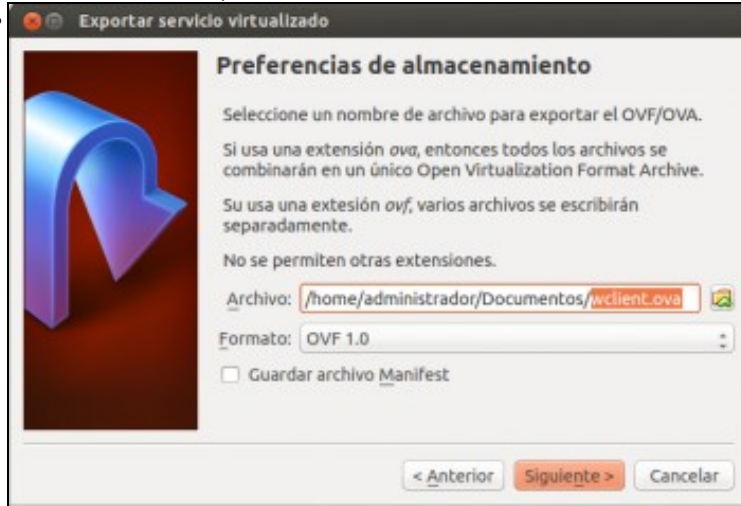 Exportar servicio virtualizado
Preferencias de almacenamiento
Seleccione un nombre de archivo para exportar el OVF/OVA.
Si usa una extensión ova, entonces todos los archivos se
combinarán en un único Open Virtualization Format Archive.
Su usa una extesión ovf, varios archivos se escribirán
separadamente.
No se permiten otras extensiones.
Archivo: /home/administrador/Documentos/wclient.ova
Formato: OVF 1.0
Guardar archivo Manifest
< Anterior Siguiente > Cancelar